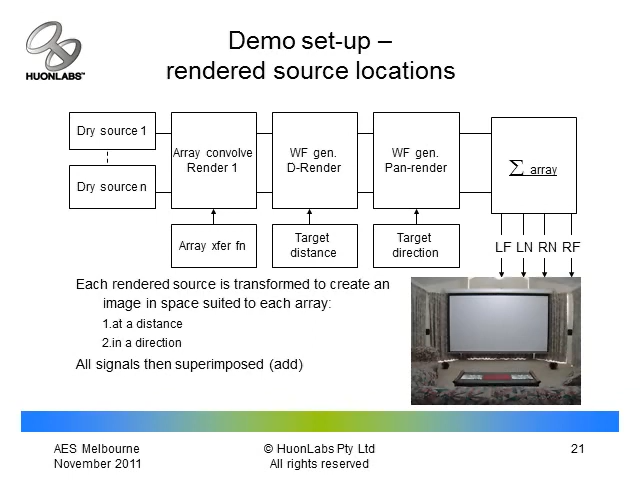 HUONLABS™
Demo set-up –
rendered source locations
Dry source 1
Dry source n
Array convolve
Render 1
WF gen.
D-Render
WF gen.
Pan-render
∑ array
Array xfer fn
Target
distance
Target
direction
LF LN RN RF
Each rendered source is transformed to create an
image in space suited to each array:
1.at a distance
2.in a direction
All signals then superimposed (add)
AES Melbourne
November 2011
© HuonLabs Pty Ltd
All rights reserved
21